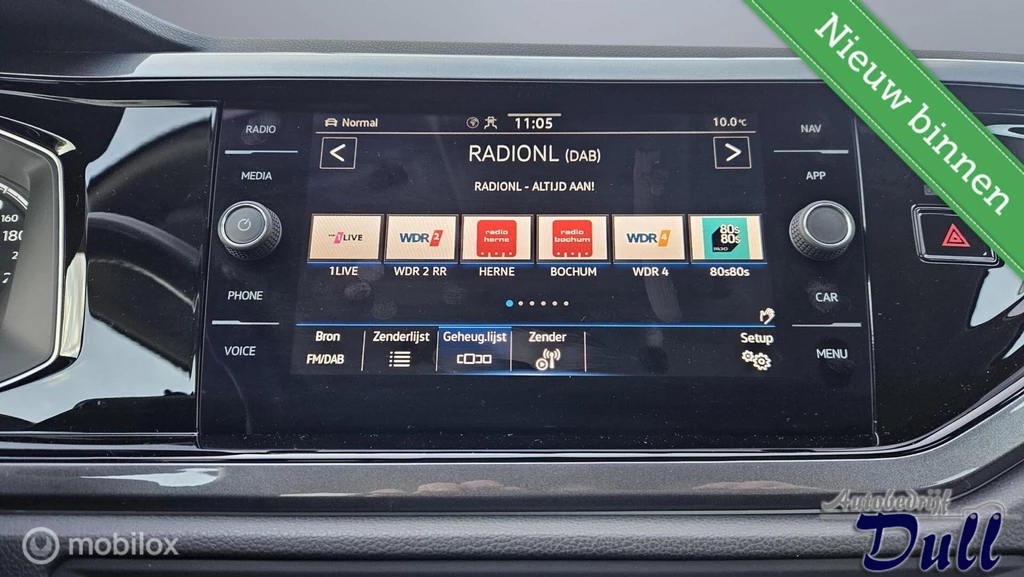 Nieuw binnen
RADIO
MEDIA
PHONE
VOICE
NAV
APP
CAR
MENU
Normal 11:05 10.0°C
< RADIONL (DAB) >
RADIONL - ALTIJD AAN!
1LIVE WDR 2 radio herne radio bochum WDR 4 80s 80s
1LIVE WDR 2 RR HERNE BOCHUM WDR 4 80s80s
Bron Zenderlijst Geheug.lijst Zender Setup
FM/DAB
160
180
mobilox
Autobedrijf
Dull